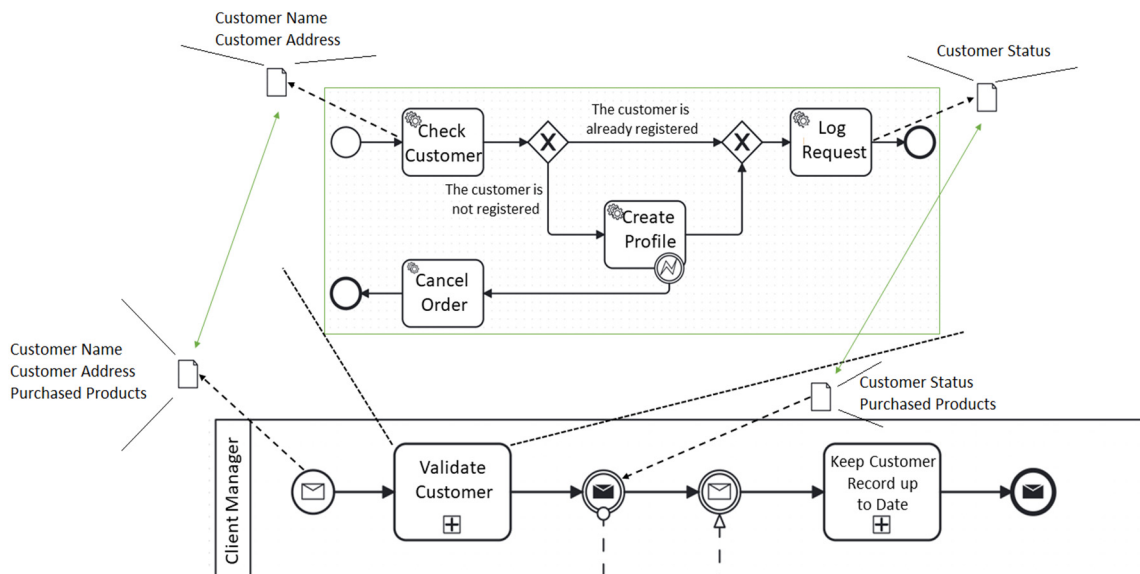 Customer Name
Customer Address
Customer Status
The customer is
already registered
Check
Customer
Log
Request
The customer is
not registered
Create
Profile
Cancel
Order
Customer Name
Customer Address
Purchased Products
Customer Status
Purchased Products
Client Manager
Validate
Customer
Keep Customer
Record up
to Date